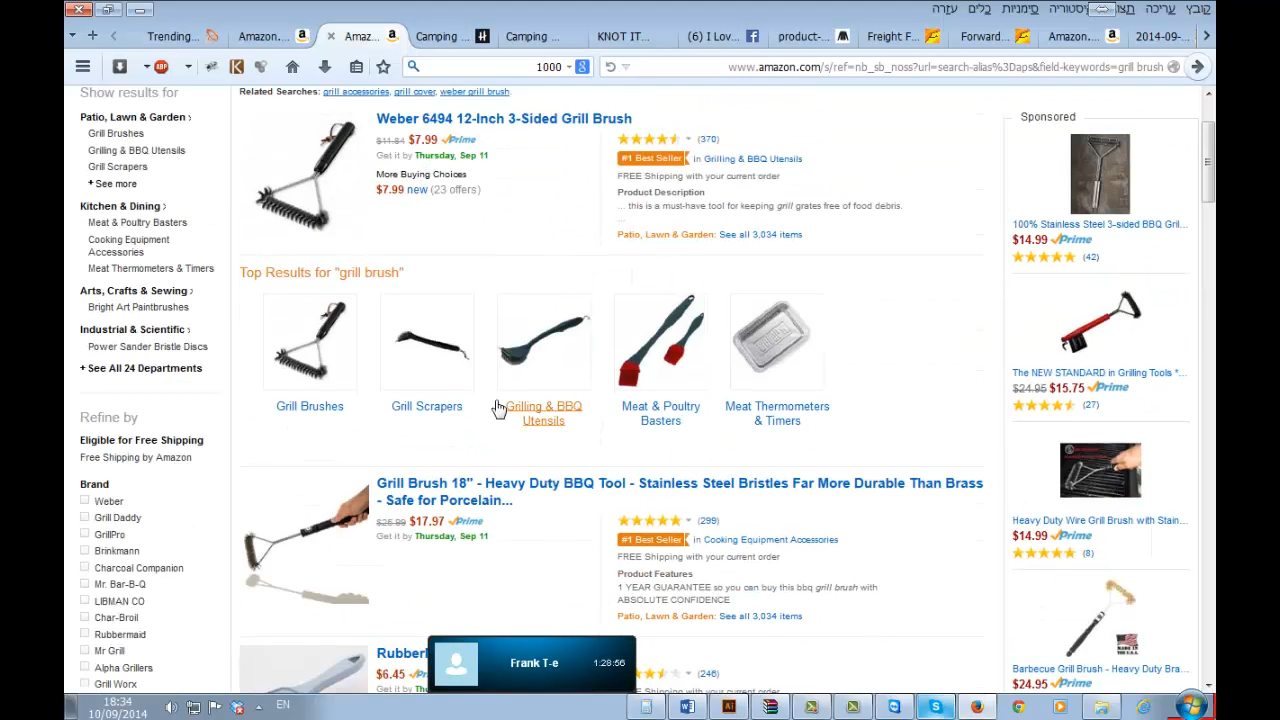 קובץ עריכה תצו יסטוריה סימניות כלים עזרה
Trending...
Amazon....
Amaz...
Camping ...
Camping ...
KNOT IT...
(6) I Lov...
product-...
Freight F...
Forward...
Amazon....
2014-09-...
1000
www.amazon.com/s/ref=nb_sb_noss?url=search-alias%3Daps&field-keywords=grill brush
Show results for
Patio, Lawn & Garden ›
Grill Brushes
Grilling & BBQ Utensils
Grill Scrapers
+ See more
Kitchen & Dining ›
Meat & Poultry Basters
Cooking Equipment
Accessories
Meat Thermometers & Timers
Arts, Crafts & Sewing ›
Bright Art Paintbrushes
Industrial & Scientific ›
Power Sander Bristle Discs
+ See All 24 Departments
Refine by
Eligible for Free Shipping
Free Shipping by Amazon
Brand
Weber
Grill Daddy
GrillPro
Brinkmann
Charcoal Companion
Mr. Bar-B-Q
LIBMAN CO
Char-Broil
Rubbermaid
Mr Grill
Alpha Grillers
Grill Worx
Related Searches: grill accessories, grill cover, weber grill brush.
Weber 6494 12-Inch 3-Sided Grill Brush
$11.84 $7.99 Prime
Get it by Thursday, Sep 11
More Buying Choices
$7.99 new (23 offers)
(370)
#1 Best Seller in Grilling & BBQ Utensils
FREE Shipping with your current order
Product Description
... this is a must-have tool for keeping grill grates free of food debris.
...
Patio, Lawn & Garden: See all 3,034 items
Top Results for "grill brush"
Grill Brushes
Grill Scrapers
Grilling & BBQ
Utensils
Meat & Poultry
Basters
Meat Thermometers
& Timers
Grill Brush 18" - Heavy Duty BBQ Tool - Stainless Steel Bristles Far More Durable Than Brass
- Safe for Porcelain...
$25.99 $17.97 Prime
Get it by Thursday, Sep 11
(299)
#1 Best Seller in Cooking Equipment Accessories
FREE Shipping with your current order
Product Features
1 YEAR GUARANTEE so you can buy this bbq grill brush with
ABSOLUTE CONFIDENCE
Patio, Lawn & Garden: See all 3,034 items
$6.45 Prime
Get it by Thu
(246)
Sponsored
100% Stainless Steel 3-sided BBQ Gril...
$14.99 Prime
(42)
The NEW STANDARD in Grilling Tools *...
$24.95 $15.75 Prime
(27)
Heavy Duty Wire Grill Brush with Stain...
$14.99 Prime
(8)
MADE IN
THE U.S.A.
Barbecue Grill Brush - Heavy Duty Bra...
$24.95 Prime
Frank T-e 1:28:56
18:34
10/09/2014
EN